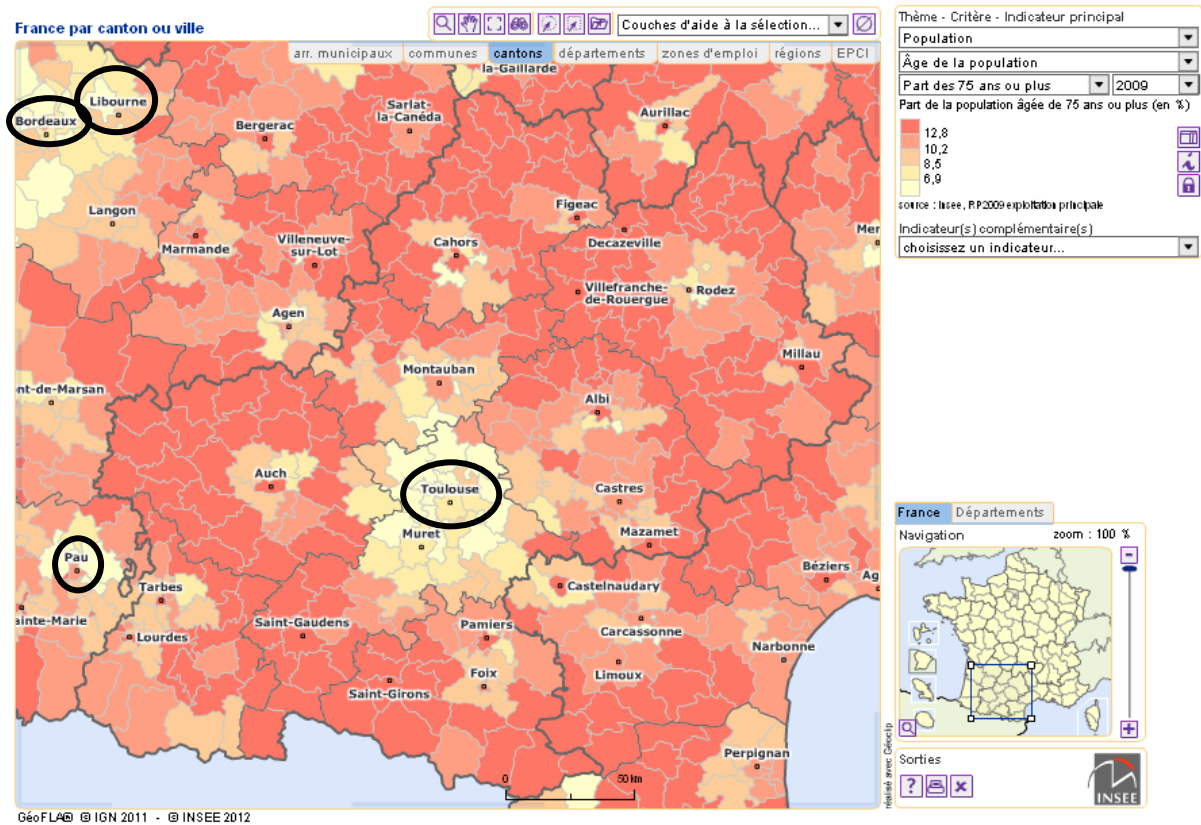 France par canton ou ville
Couches d'aide à la sélection...
arr. municipaux communes cantons départements zones d'emploi régions EPCI
la-Gaillarde
Libourne
Bordeaux
Sarlat-
la-Canéda
Bergerac
Aurillac
Langon
Figeac
Marmande
Villeneuve-
sur-Lot
Cahors
Decazeville
Mer
Villefranche-
de-Rouergue
Rodez
Agen
Millau
Montauban
nt-de-Marsan
Albi
Auch
Toulouse
Castres
Muret
Mazamet
Pau
Béziers
Ag
Tarbes
Castelnaudary
ainte-Marie
Saint-Gaudens
Pamiers
Carcassonne
Lourdes
Narbonne
Foix
Limoux
Saint-Girons
Perpignan
0 50 km
GéoFLA® © IGN 2011 - © INSEE 2012
réalisé avec Géoclip
Thème - Critère - Indicateur principal
Population
Âge de la population
Part des 75 ans ou plus 2009
Part de la population âgée de 75 ans ou plus (en %)
12,8
10,2
8,5
6,9
source : Insee, RP2009 exploitation principale
Indicateur(s) complémentaire(s)
choisissez un indicateur...
France Départements
Navigation zoom : 100 %
Sorties
INSEE